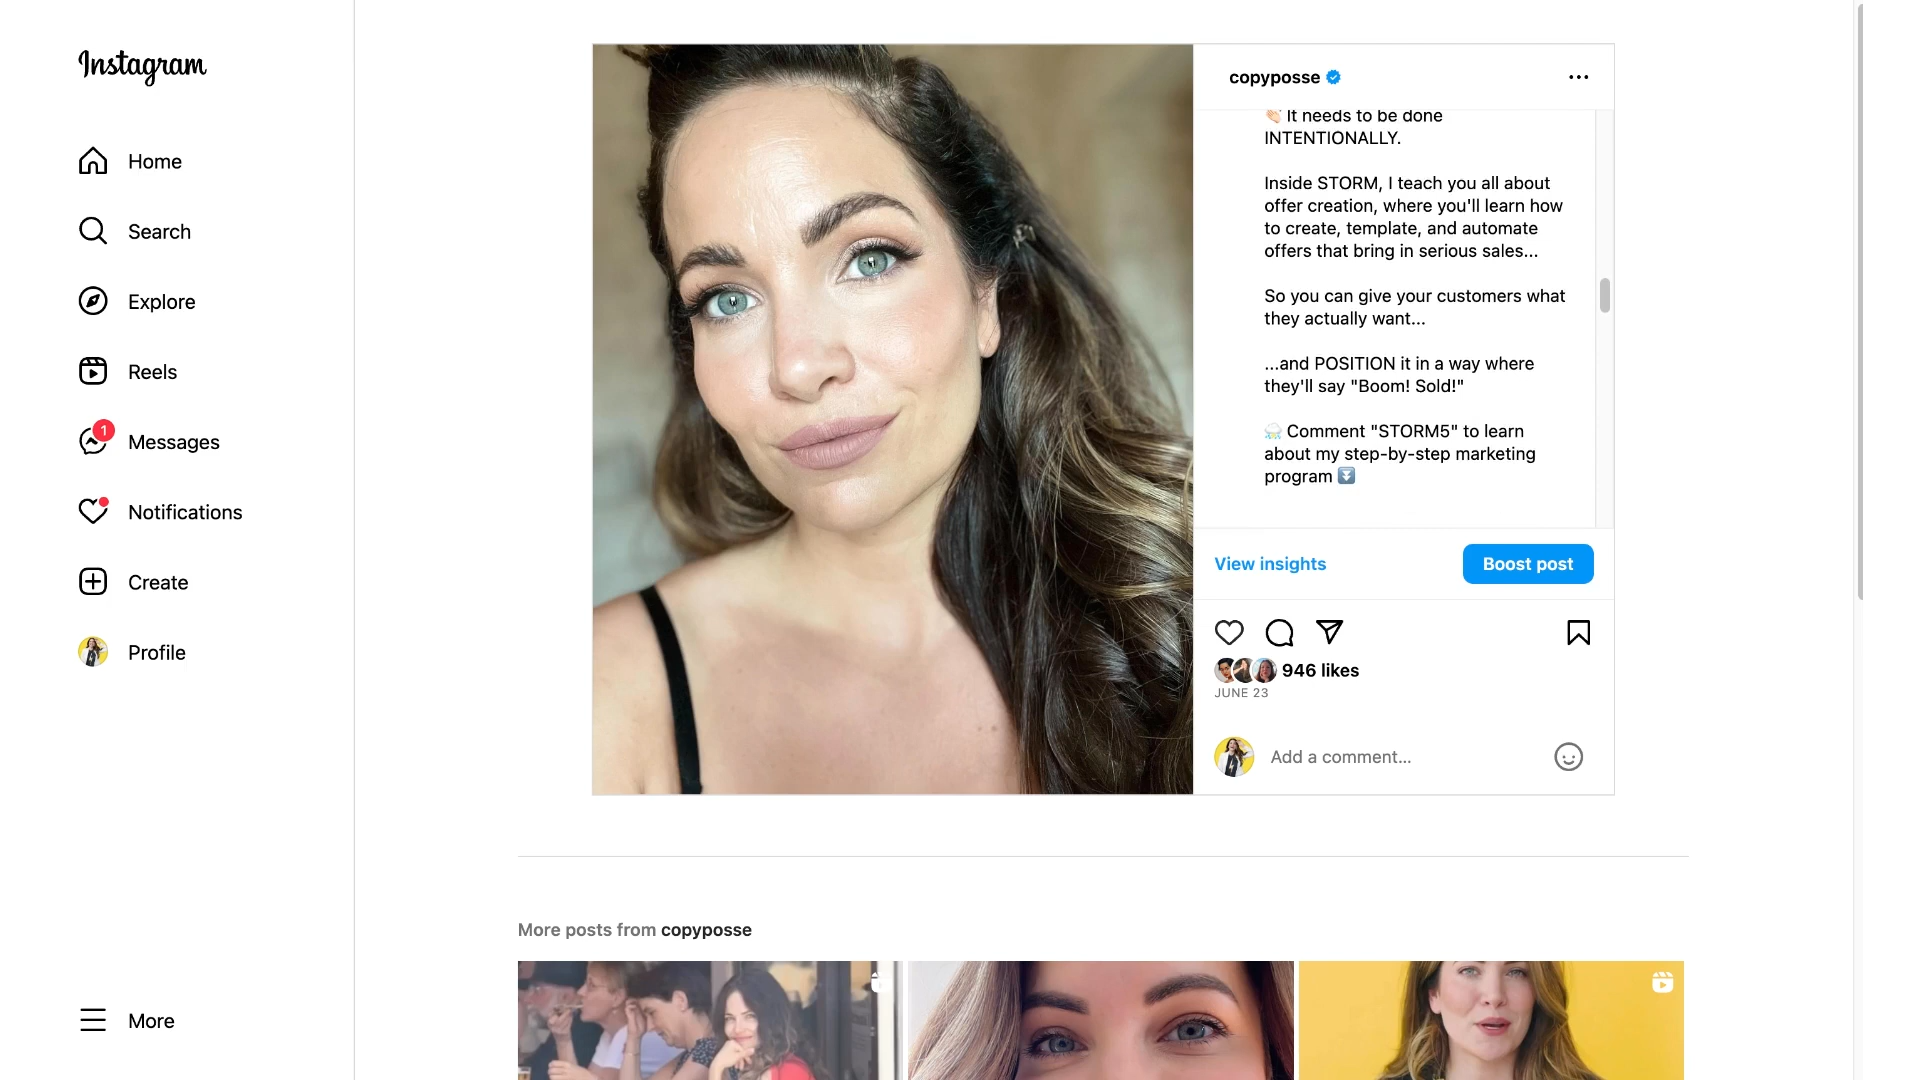 Instagram
Home
Search
Explore
Reels
1
Messages
Notifications
Create
Profile
More
copyposse
👏🏻 It needs to be done
INTENTIONALLY.
Inside STORM, I teach you all about
offer creation, where you'll learn how
to create, template, and automate
offers that bring in serious sales...
So you can give your customers what
they actually want...
...and POSITION it in a way where
they'll say "Boom! Sold!"
🌧️ Comment "STORM5" to learn
about my step-by-step marketing
program ⏬
View insights
Boost post
946 likes
JUNE 23
Add a comment...
More posts from copyposse